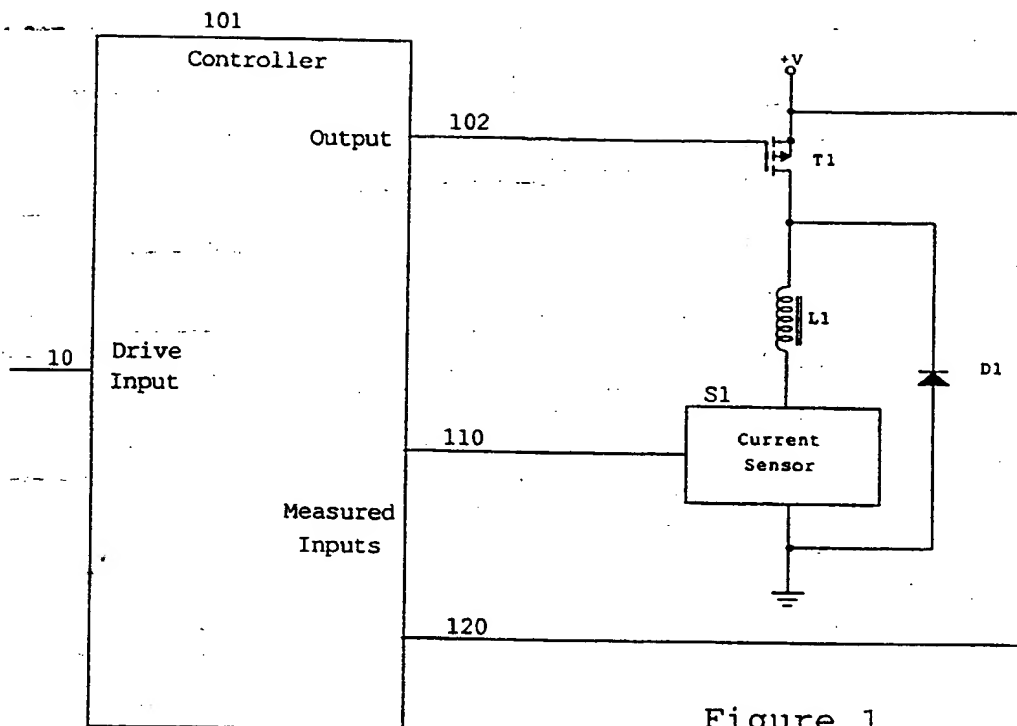 101
Controller
+V
Output
102
T1
L1
10
Drive
Input
D1
S1
110
Current
Sensor
Measured
Inputs
120
Figure 1